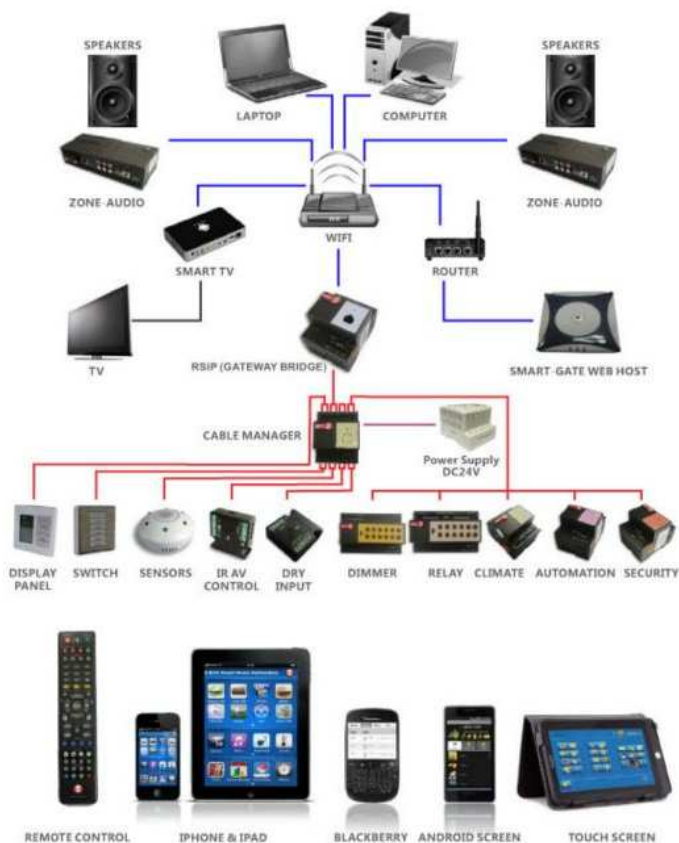 SPEAKERS
SPEAKERS
LAPTOP
COMPUTER
ZONE-AUDIO
ZONE-AUDIO
WIFI
SMART TV
ROUTER
TV
RSIP (GATEWAY BRIDGE)
SMART-GATE WEB HOST
CABLE MANAGER
Power Supply
DC24V
DISPLAY
PANEL
SWITCH
SENSORS
IR AV
CONTROL
DRY
INPUT
DIMMER
RELAY
CLIMATE
AUTOMATION
SECURITY
REMOTE CONTROL
IPHONE & IPAD
BLACKBERRY
ANDROID SCREEN
TOUCH SCREEN